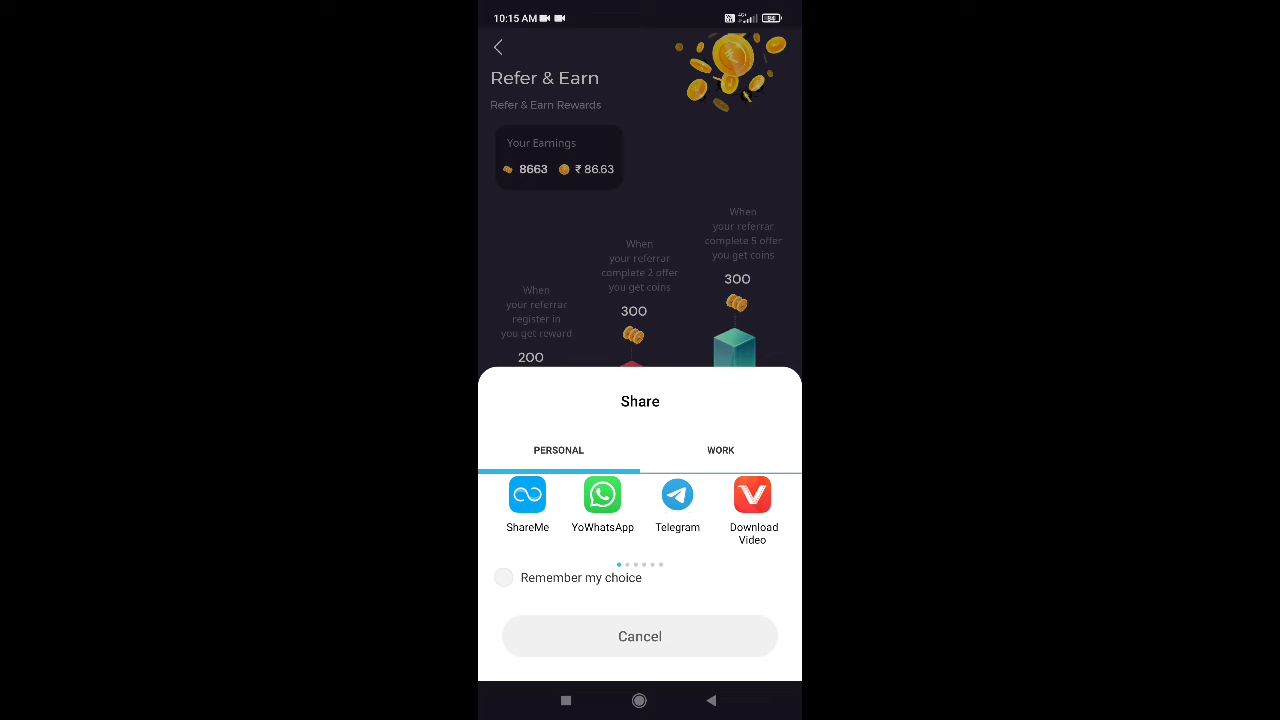 10:15 AM
84
Refer & Earn
Refer & Earn Rewards
Your Earnings
8663 ₹ 86.63
When
your referrar
register in
you get reward
200
When
your referrar
complete 2 offer
you get coins
300
When
your referrar
complete 5 offer
you get coins
300
Share
PERSONAL WORK
ShareMe YoWhatsApp Telegram Download
Video
Remember my choice
Cancel